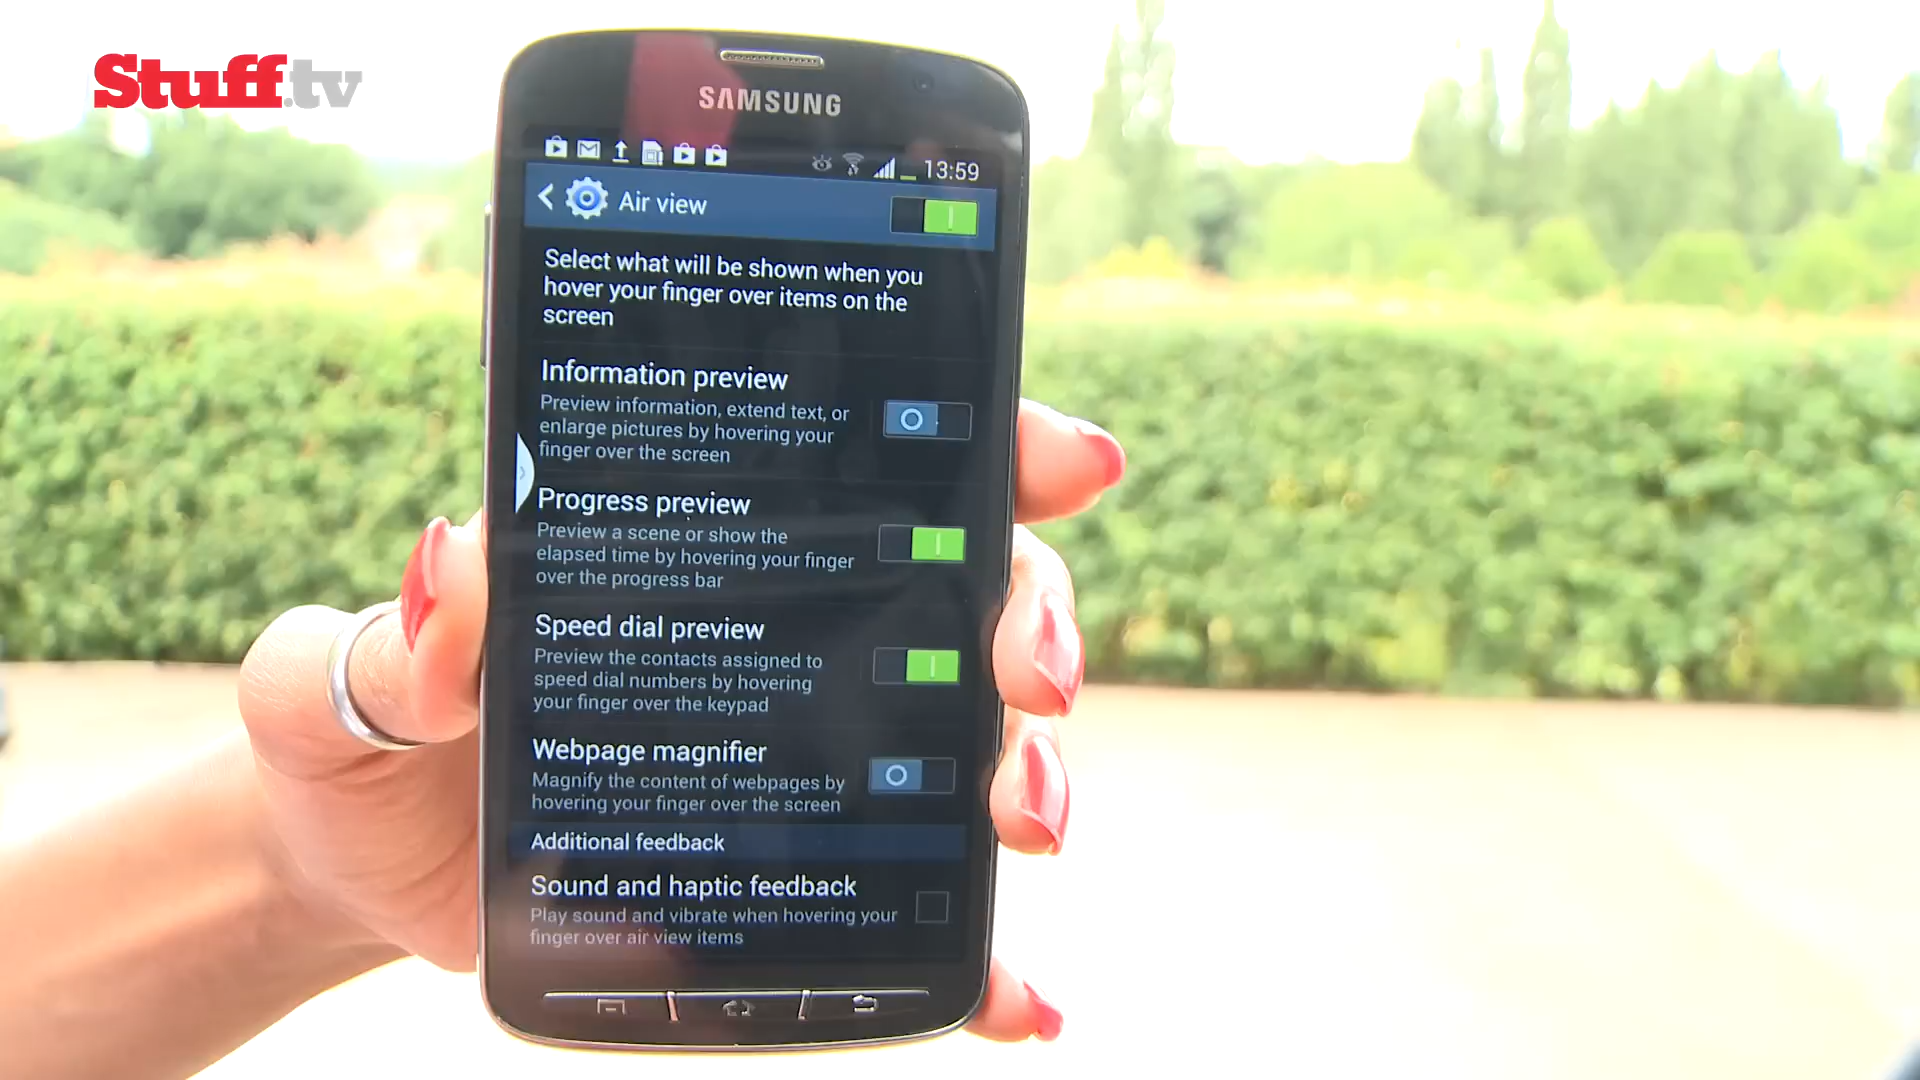 Stuff.tv
SAMSUNG
13:59
Air view
Select what will be shown when you
hover your finger over items on the
screen
Information preview
Preview information, extend text, or
enlarge pictures by hovering your
finger over the screen
Progress preview
Preview a scene or show the
elapsed time by hovering your finger
over the progress bar
Speed dial preview
Preview the contacts assigned to
speed dial numbers by hovering
your finger over the keypad
Webpage magnifier
Magnify the content of webpages by
hovering your finger over the screen
Additional feedback
Sound and haptic feedback
Play sound and vibrate when hovering your
finger over air view items